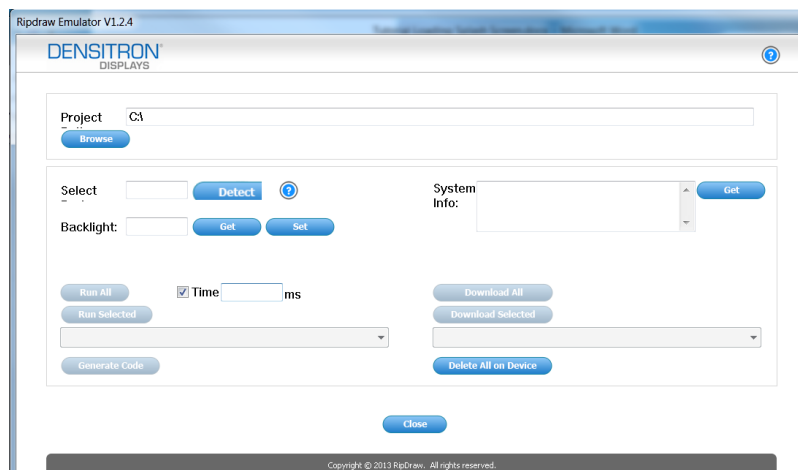 Ripdraw Emulator V1.2.4
DENSITRON
DISPLAYS
?
Project
C:\
Browse
Select
Detect
?
System
Info:
Get
Backlight:
Get
Set
Run All
Time
ms
Download All
Run Selected
Download Selected
Generate Code
Delete All on Device
Close
Copyright © 2013 RipDraw. All rights reserved.